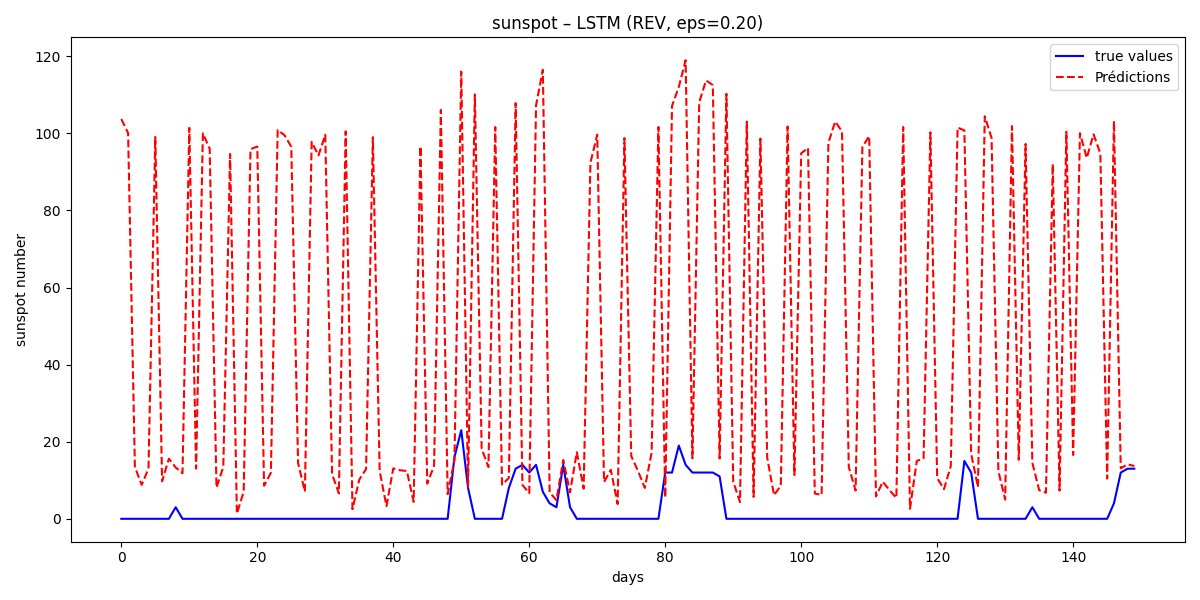 sunspot – LSTM (REV, eps=0.20)
true values
Prédictions
sunspot number
120
100
80
60
40
20
0
0 20 40 60 80 100 120 140
days